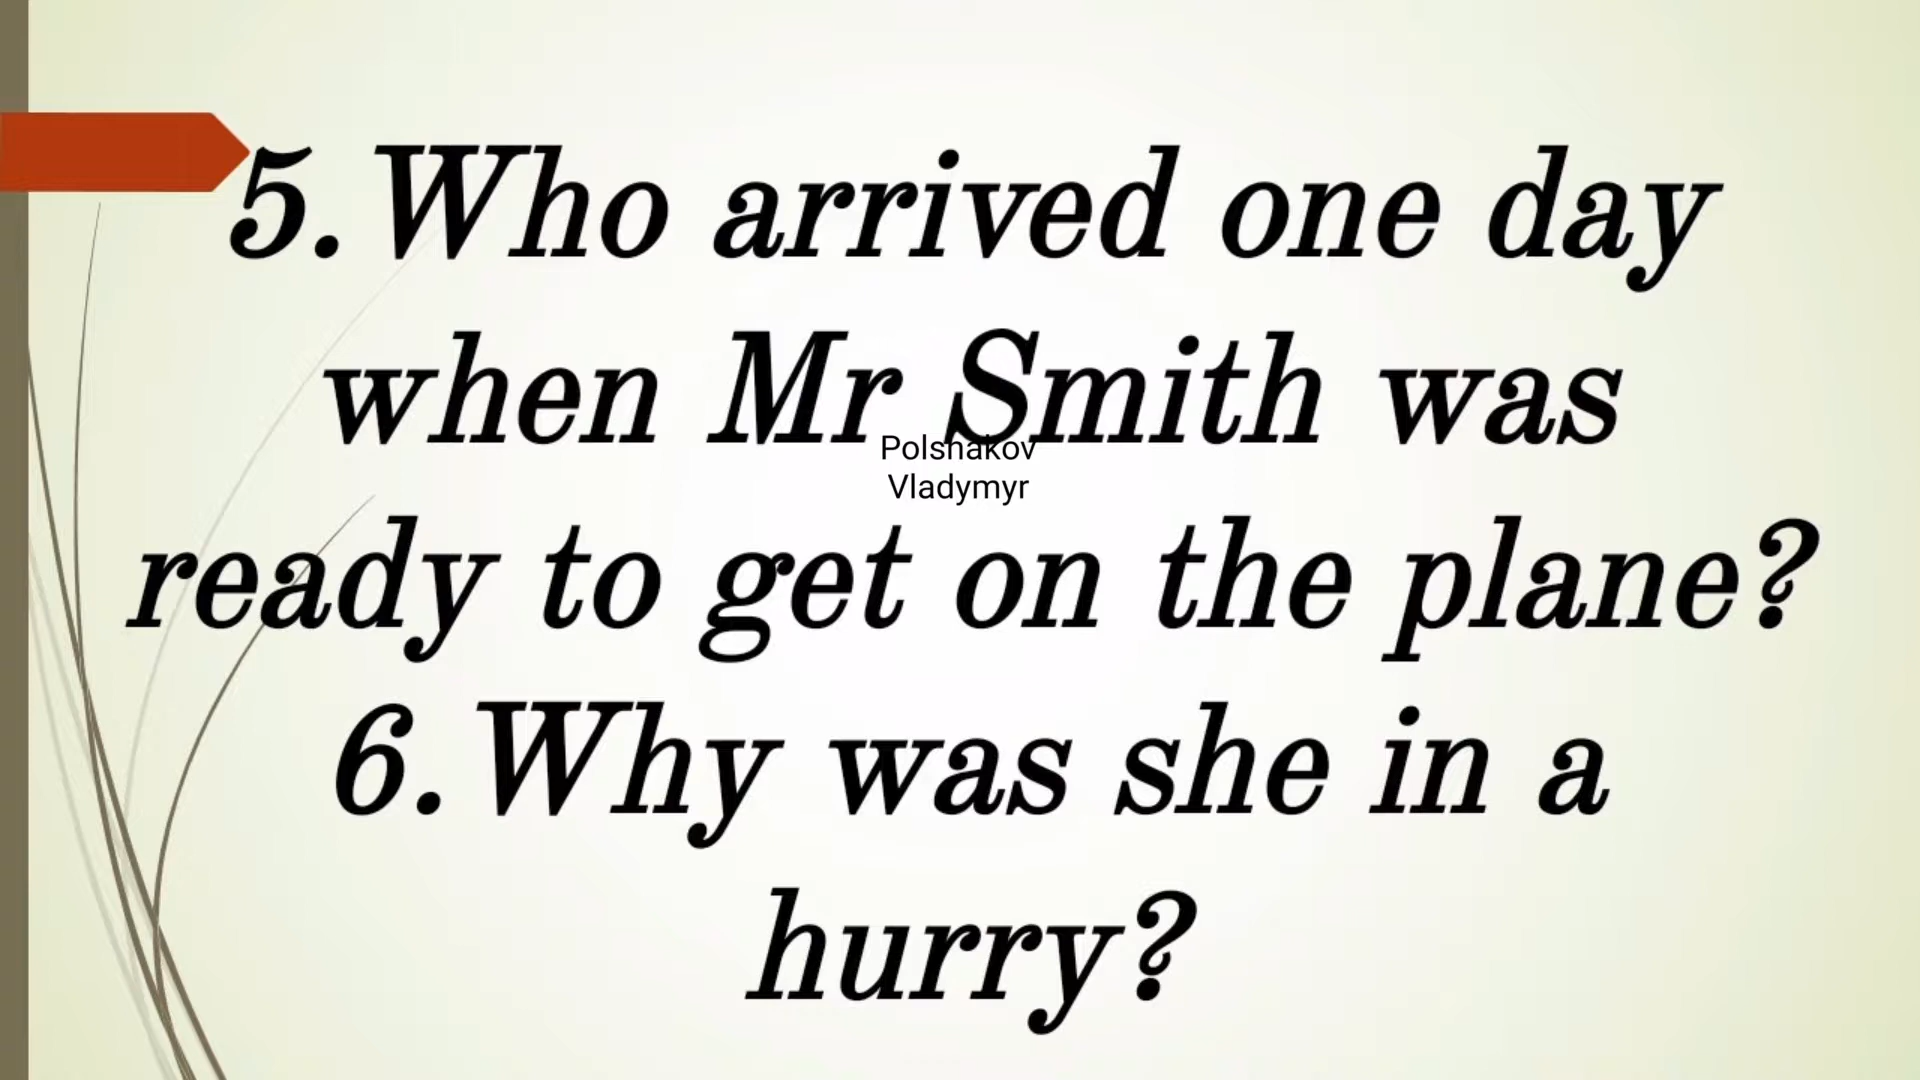 5. Who arrived one day
when Mr Smith was
Polsnakov
Vladymyr
ready to get on the plane?
6. Why was she in a
hurry?